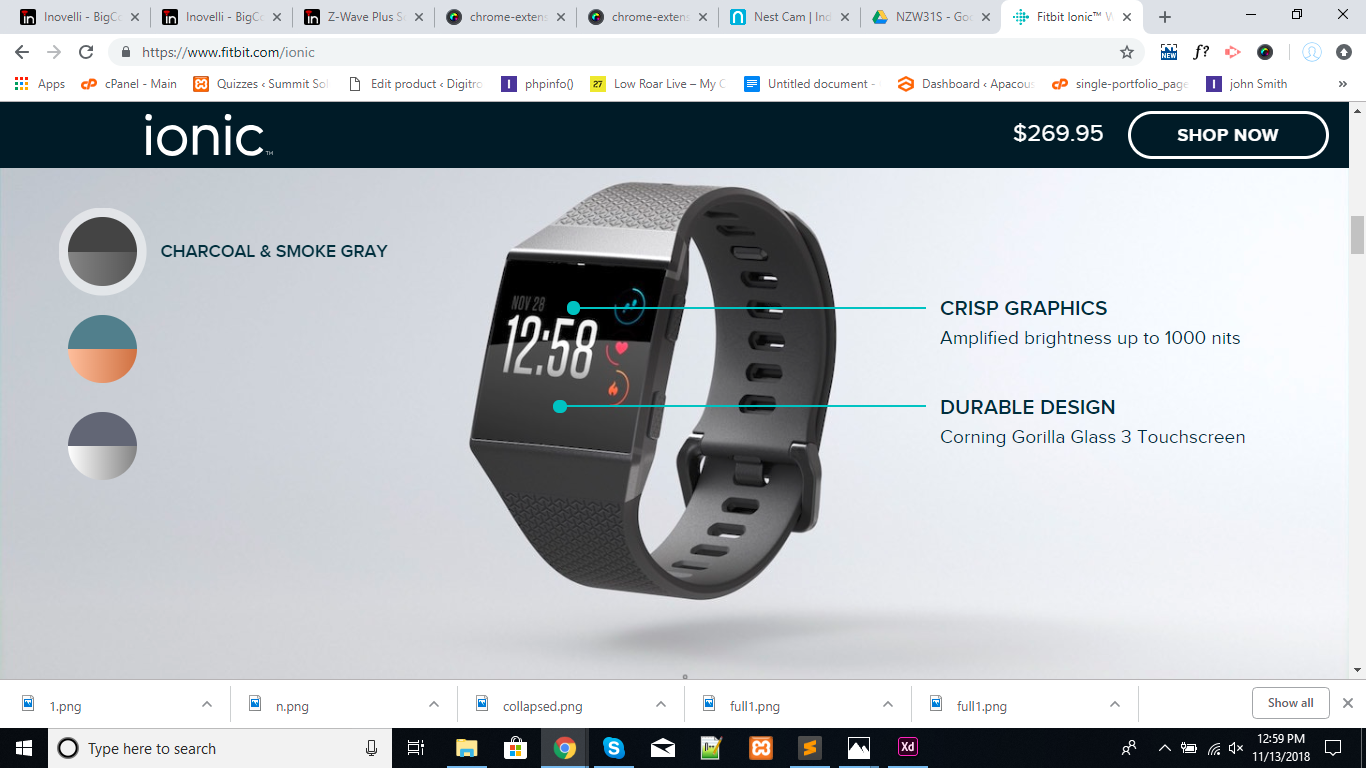 Inovelli - BigCo
Inovelli - BigCo
Z-Wave Plus S
chrome-extens
chrome-extens
Nest Cam | Ind
NZW31S - Goo
Fitbit Ionic™ W
https://www.fitbit.com/ionic
NEW
f?
Apps
cPanel - Main
Quizzes ‹ Summit Sol
Edit product ‹ Digitro
phpinfo()
27
Low Roar Live – My C
Untitled document -
Dashboard ‹ Apacous
single-portfolio_page
john Smith
»
ionic™
$269.95
SHOP NOW
CHARCOAL & SMOKE GRAY
NOV 28
12:58
CRISP GRAPHICS
Amplified brightness up to 1000 nits
DURABLE DESIGN
Corning Gorilla Glass 3 Touchscreen
1.png
n.png
collapsed.png
full1.png
full1.png
Show all
Type here to search
Xd
12:59 PM
11/13/2018